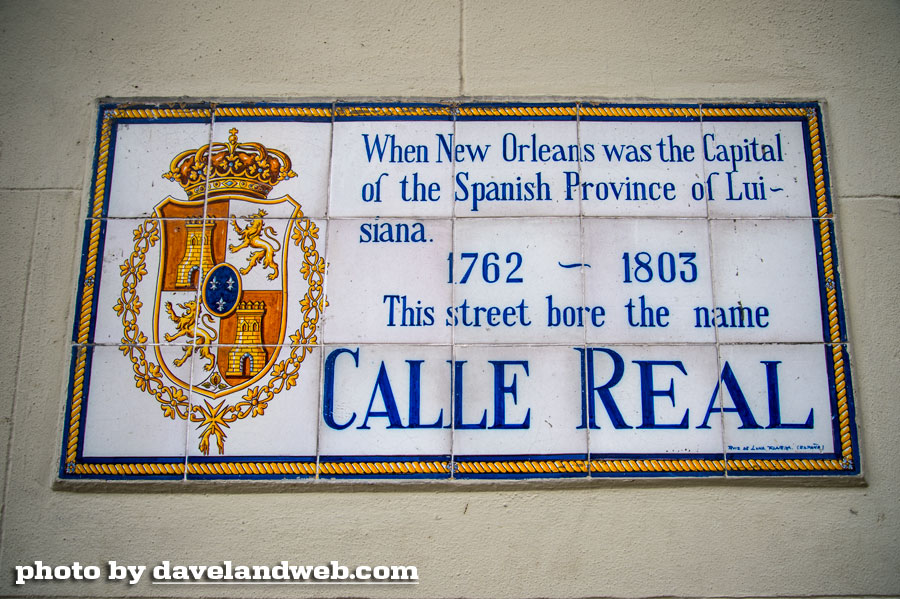 When New Orleans was the Capital
of the Spanish Province of Lui-
siana.
1762 ~ 1803
This street bore the name
CALLE REAL
photo by davelandweb.com